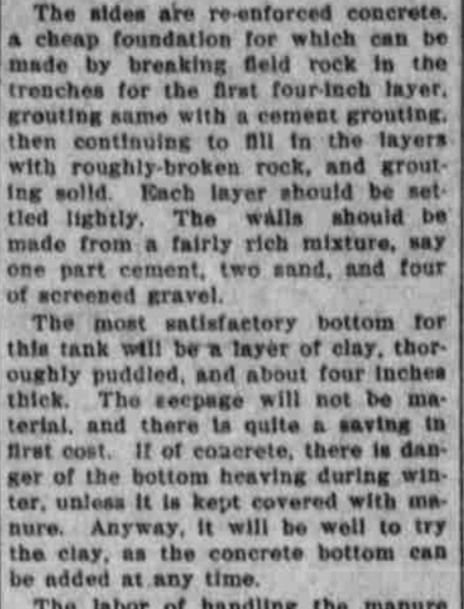 The sides are re-enforced concrete,
a cheap foundation for which can be
made by breaking field rock in the
trenches for the first four-inch layer,
grouting same with a cement grouting,
then continuing to fill in the layers
with roughly-broken rock, and grout-
ing solid. Each layer should be set-
tled lightly. The walls should be
made from a fairly rich mixture, say
one part cement, two sand, and four
of screened gravel.
The most satisfactory bottom for
this tank will be a layer of clay, thor-
oughly puddled, and about four inches
thick. The seepage will not be ma-
terial, and there is quite a saving in
first cost. If of concrete, there is dan-
ger of the bottom heaving during win-
ter, unless it is kept covered with ma-
nure. Anyway, it will be well to try
the clay, as the concrete bottom can
be added at any time.
The labor of handling the manure